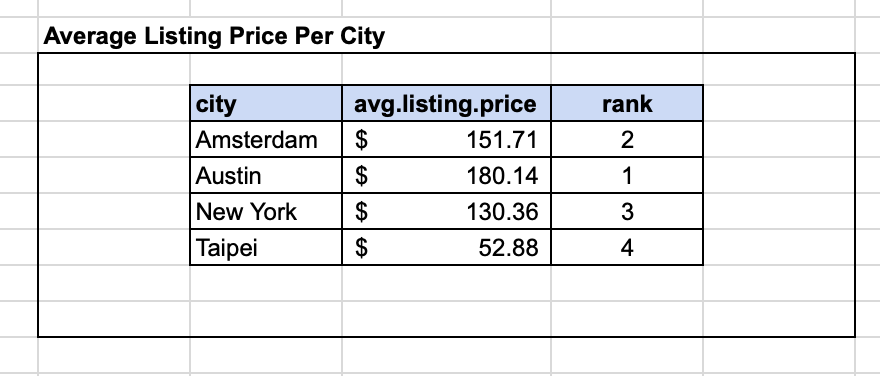 Average Listing Price Per City
city avg.listing.price rank
Amsterdam $ 151.71 2
Austin $ 180.14 1
New York $ 130.36 3
Taipei $ 52.88 4